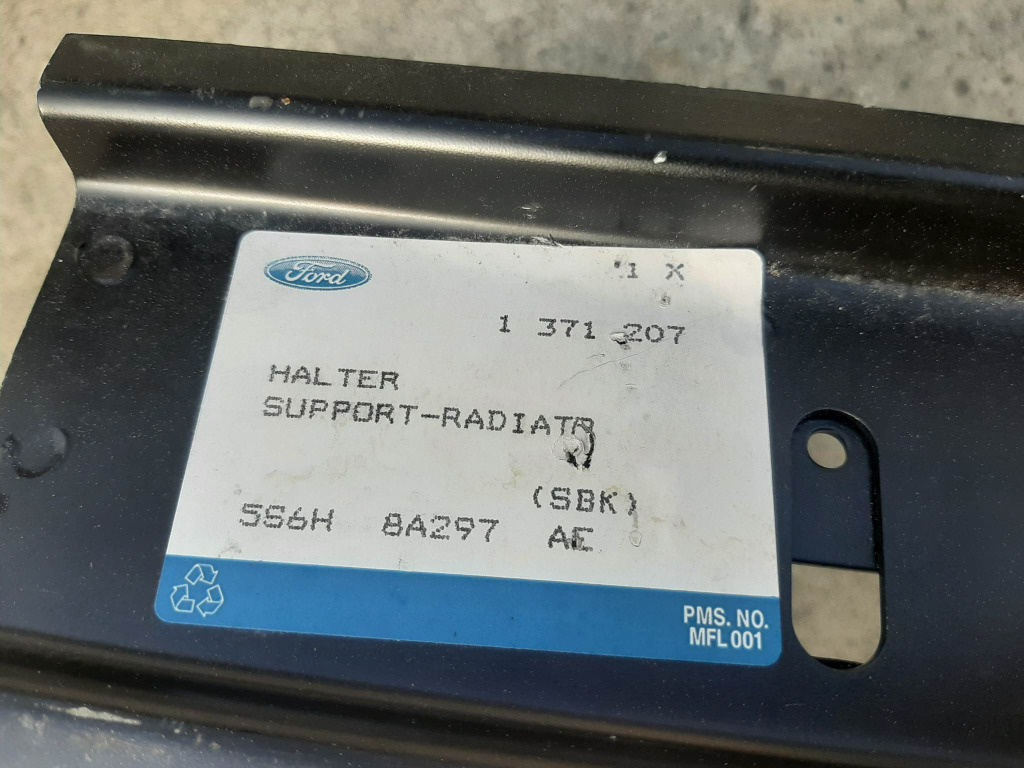 Ford
1 X
1 371 207
HALTER
SUPPORT-RADIATR
(SBK)
5S6H 8A297 AE
PMS. NO.
MFL 001